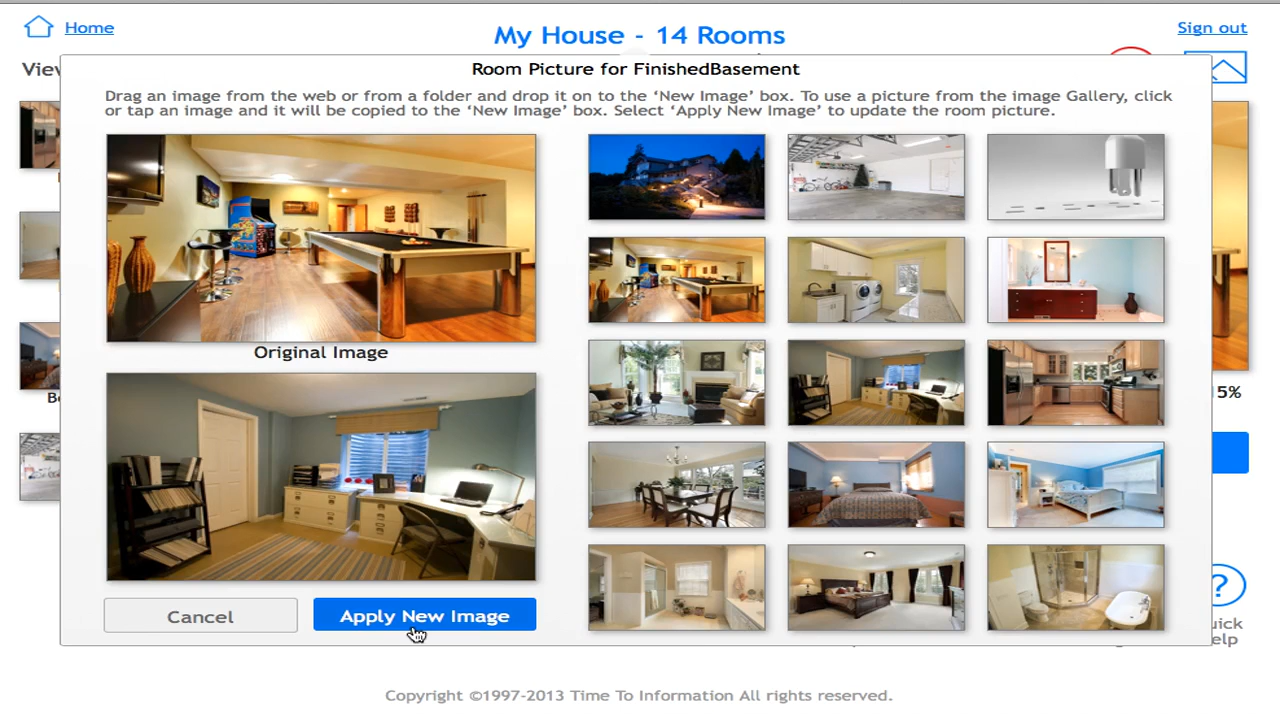 Home
My House - 14 Rooms
Sign out
View
Room Picture for FinishedBasement
Drag an image from the web or from a folder and drop it on to the ‘New Image’ box. To use a picture from the image Gallery, click
or tap an image and it will be copied to the ‘New Image’ box. Select ‘Apply New Image’ to update the room picture.
Original Image
15%
Cancel
Apply New Image
?
Copyright ©1997-2013 Time To Information All rights reserved.